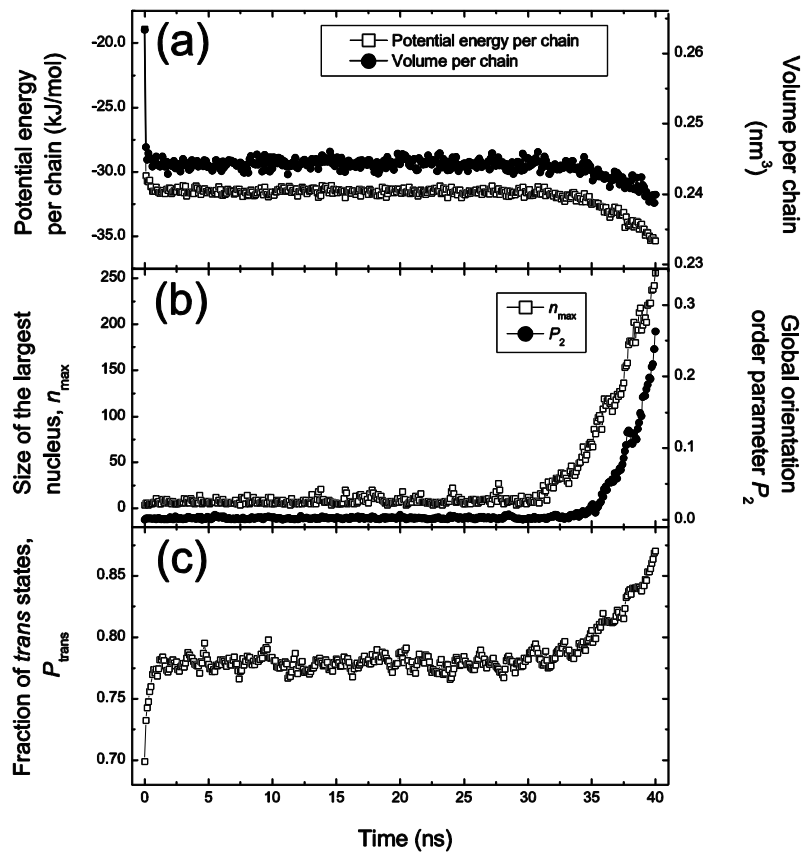 (a)
Potential energy per chain
Volume per chain
-20.0
-25.0
-30.0
-35.0
Potential energy
per chain (kJ/mol)
0.26
0.25
0.24
0.23
Volume per chain
(nm³)
(b)
n_max
P₂
250
200
150
100
50
0
Size of the largest
nucleus, n_max
0.3
0.2
0.1
0.0
Global orientation
order parameter P₂
(c)
0.85
0.80
0.75
0.70
Fraction of trans states,
P_trans
0 5 10 15 20 25 30 35 40
Time (ns)